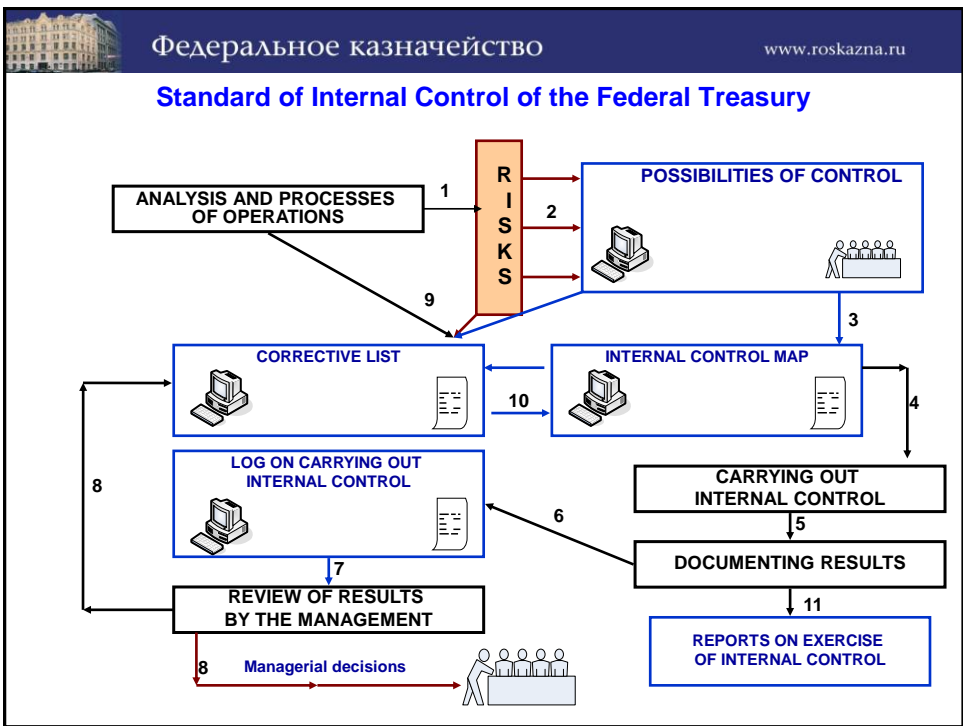 Федеральное казначейство
www.roskazna.ru
Standard of Internal Control of the Federal Treasury
ANALYSIS AND PROCESSES
OF OPERATIONS
1
R
I
S
K
S
2
POSSIBILITIES OF CONTROL
9
3
CORRECTIVE LIST
10
INTERNAL CONTROL MAP
4
LOG ON CARRYING OUT
INTERNAL CONTROL
8
6
CARRYING OUT
INTERNAL CONTROL
5
DOCUMENTING RESULTS
7
REVIEW OF RESULTS
BY THE MANAGEMENT
11
REPORTS ON EXERCISE
OF INTERNAL CONTROL
8
Managerial decisions